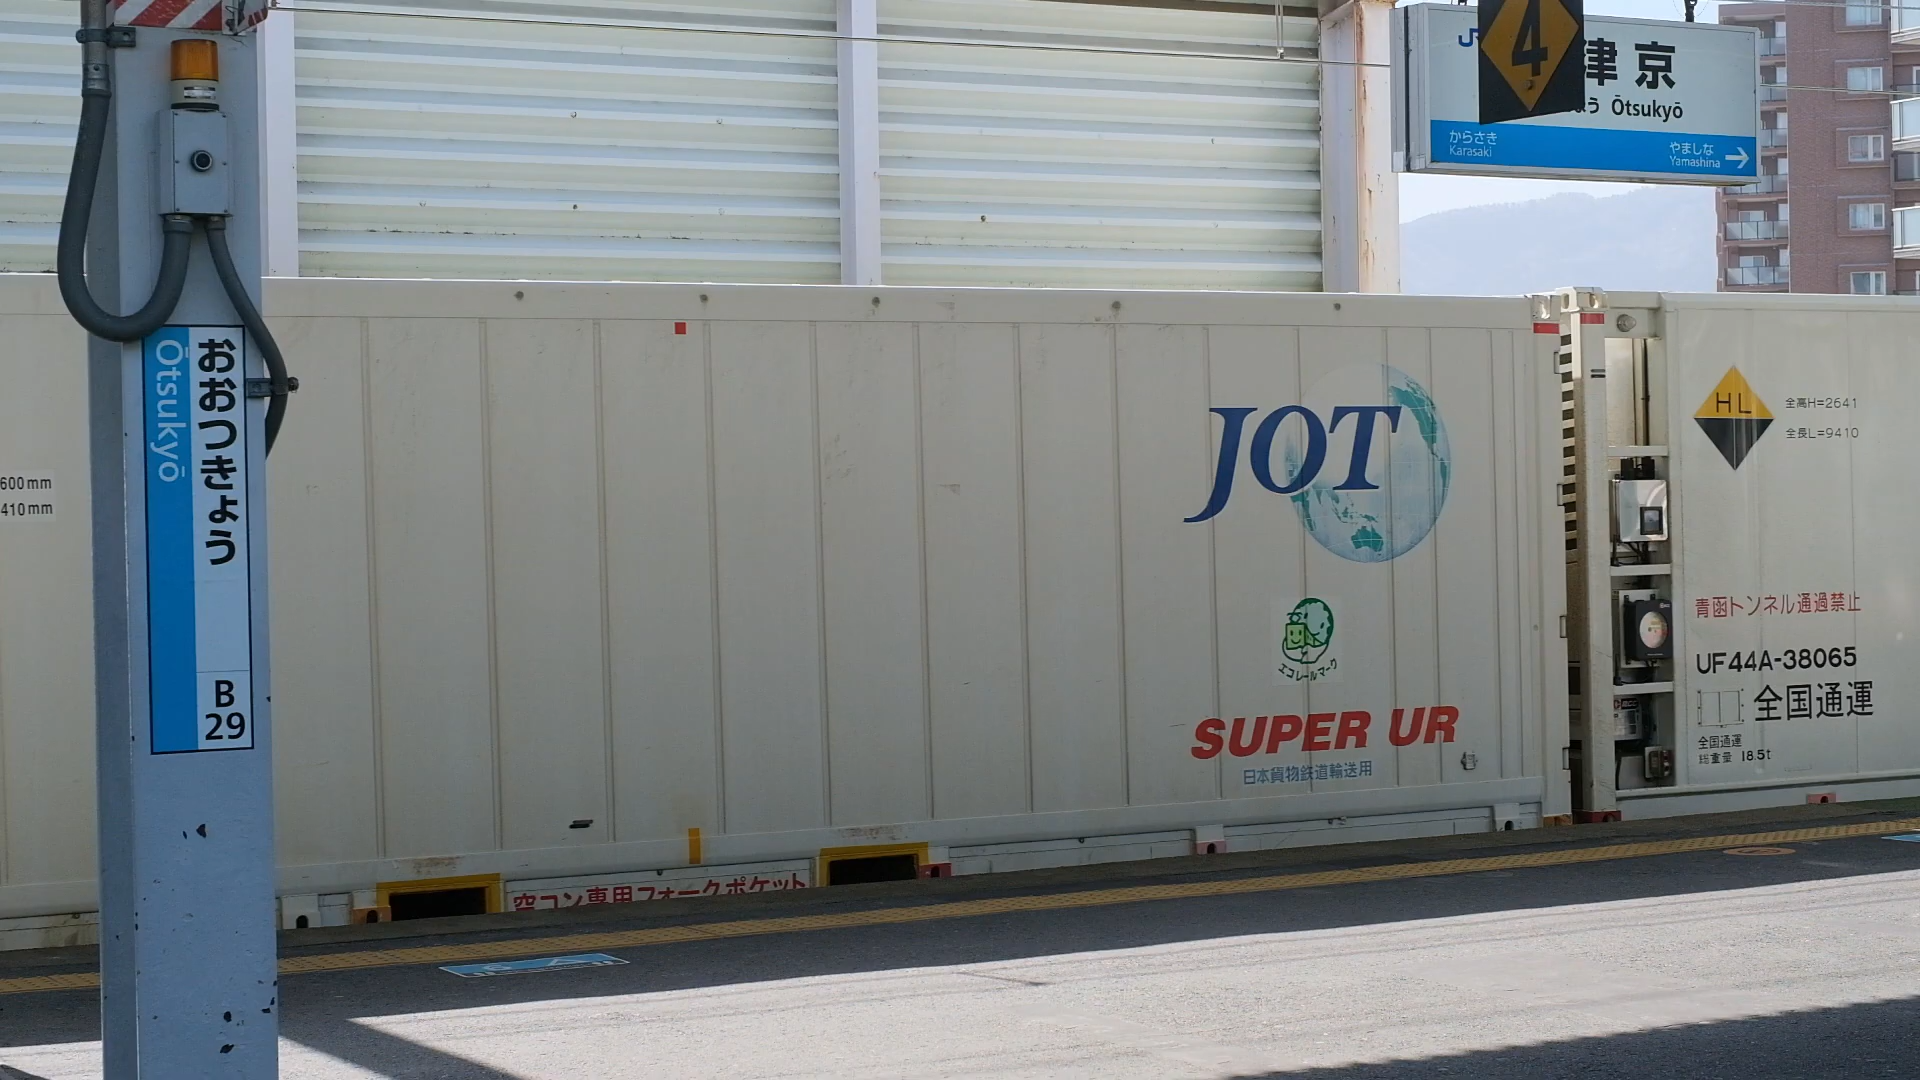 おおつきょう
Ōtsukyō
B
29
600mm
410mm
JR
4
津京
ょう Ōtsukyō
からさき
Karasaki
やましな
Yamashina
JOT
エコレールマーク
SUPER UR
日本貨物鉄道輸送用
空コン専用フォークポケット
HL
全高H=2641
全長L=9410
青函トンネル通過禁止
UF44A-38065
全国通運
全国通運
総重量 18.5t